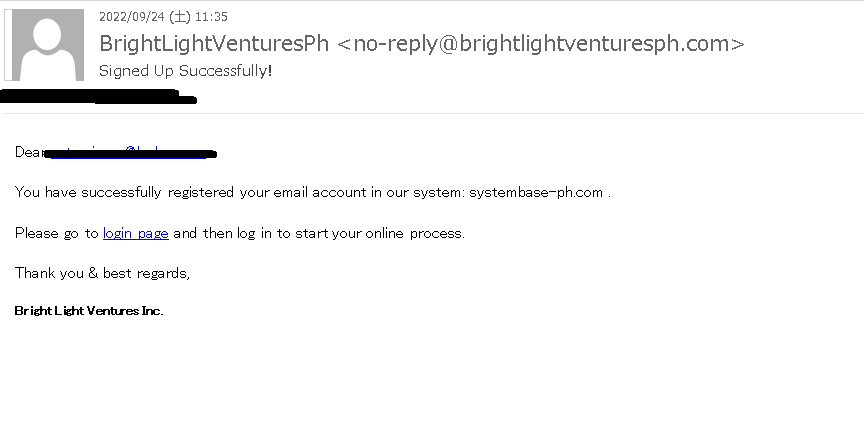 2022/09/24 (土) 11:35
BrightLightVenturesPh <no-reply@brightlightventuresph.com>
Signed Up Successfully!
Dear
You have successfully registered your email account in our system: systembase-ph.com .
Please go to login page and then log in to start your online process.
Thank you & best regards,
Bright Light Ventures Inc.